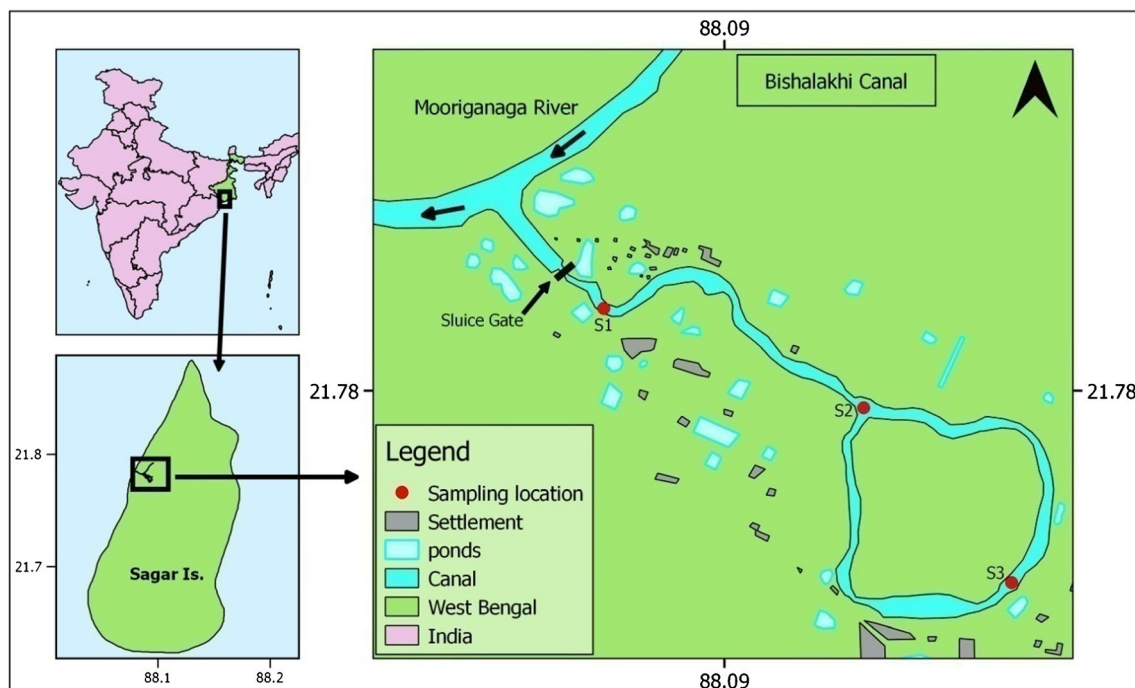 88.09
Bishalakhi Canal
Mooriganaga River
Sluice Gate
S1
21.78
21.78
S2
S3
Legend
Sampling location
Settlement
ponds
Canal
West Bengal
India
88.09
21.8
21.7
Sagar Is.
88.1
88.2